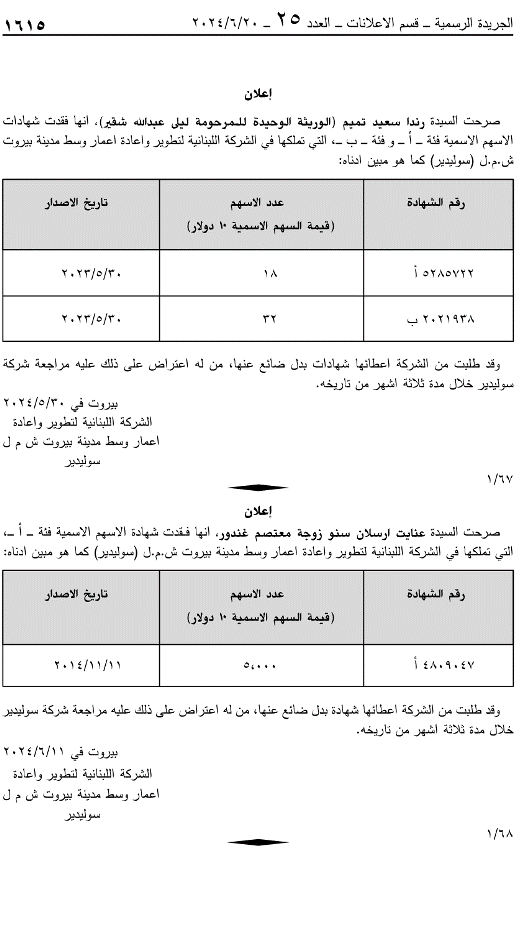 الجريدة الرسمية – قسم الاعلانات – العدد ٢٥ – ٢٠٢٤/٦/٢٠ ١٦١٥
إعلان
صرحت السيدة رندا سعيد تميم (الوريثة الوحيدة للمرحومة ليلى عبدالله شقير)، انها فقدت شهادات
الاسهم الاسمية فئة – أ – و فئة – ب –، التي تملكها في الشركة اللبنانية لتطوير واعادة اعمار وسط مدينة بيروت
ش.م.ل (سوليدير) كما هو مبين ادناه:
رقم الشهادة عدد الاسهم تاريخ الاصدار
(قيمة السهم الاسمية ١٠ دولار)
٥٢٨٥٧٢٢ أ ١٨ ٢٠٢٣/٥/٣٠
٢٠٢١٩٣٨ ب ٣٢ ٢٠٢٣/٥/٣٠
وقد طلبت من الشركة اعطائها شهادات بدل ضائع عنها، من له اعتراض على ذلك عليه مراجعة شركة
سوليدير خلال مدة ثلاثة اشهر من تاريخه.
بيروت في ٢٠٢٤/٥/٣٠
الشركة اللبنانية لتطوير واعادة
اعمار وسط مدينة بيروت ش م ل
سوليدير
١/٦٧
إعلان
صرحت السيدة عنايت ارسلان سنو زوجة معتصم غندور، انها فقدت شهادة الاسهم الاسمية فئة – أ –،
التي تملكها في الشركة اللبنانية لتطوير واعادة اعمار وسط مدينة بيروت ش.م.ل (سوليدير) كما هو مبين ادناه:
رقم الشهادة عدد الاسهم تاريخ الاصدار
(قيمة السهم الاسمية ١٠ دولار)
٤٨٠٩٠٤٧ أ ٥،٠٠٠ ٢٠١٤/١١/١١
وقد طلبت من الشركة اعطائها شهادة بدل ضائع عنها، من له اعتراض على ذلك عليه مراجعة شركة سوليدير
خلال مدة ثلاثة اشهر من تاريخه.
بيروت في ٢٠٢٤/٦/١١
الشركة اللبنانية لتطوير واعادة
اعمار وسط مدينة بيروت ش م ل
سوليدير
١/٦٨